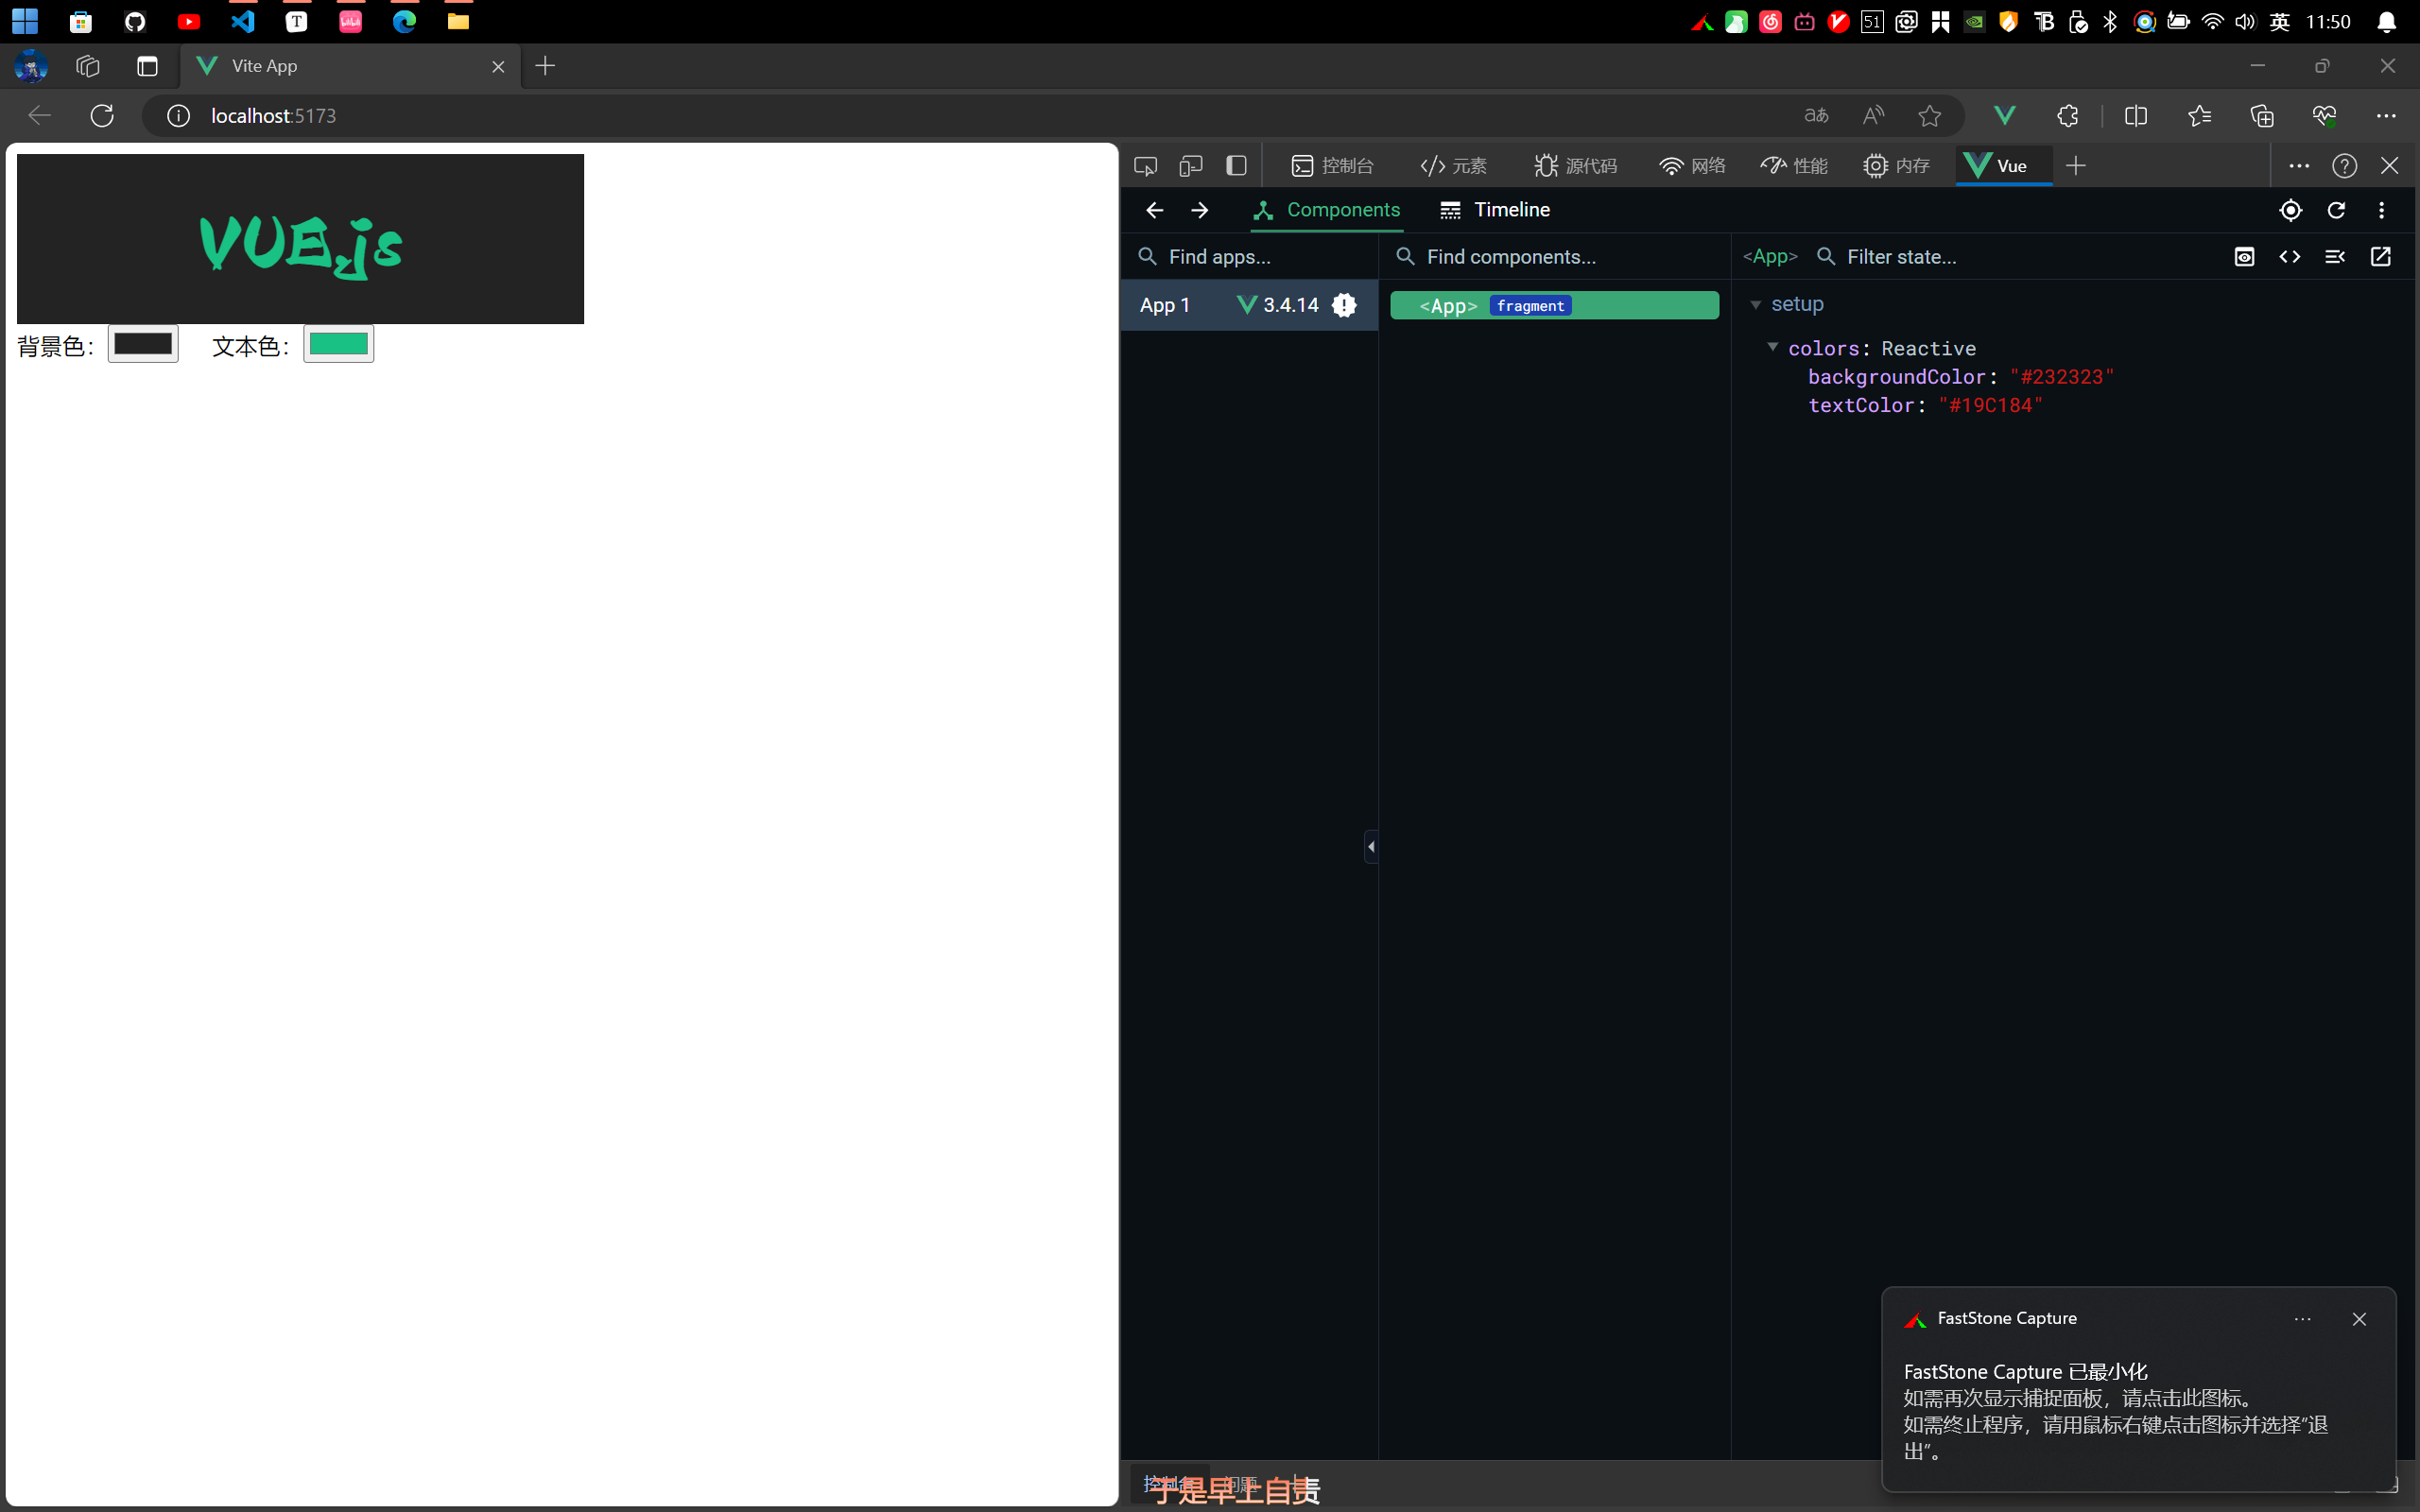 英 11:50
Vite App
localhost:5173
VUE.js
背景色： 文本色：
控制台 元素 源代码 网络 性能 内存 Vue
Components Timeline
Find apps... Find components... <App> Filter state...
App 1 3.4.14 <App> fragment
setup
colors: Reactive
backgroundColor: "#232323"
textColor: "#19C184"
FastStone Capture
FastStone Capture 已最小化
如需再次显示捕捉面板，请点击此图标。
如需终止程序，请用鼠标右键点击图标并选择"退
出"。
控制台 问题
于是早上自责